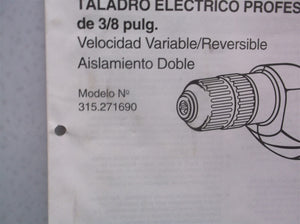 TALADRO ELECTRICO
de 3/8 pulg.
Velocidad Variable/Reversible
Aislamiento Doble
Modelo Nº
315.271690